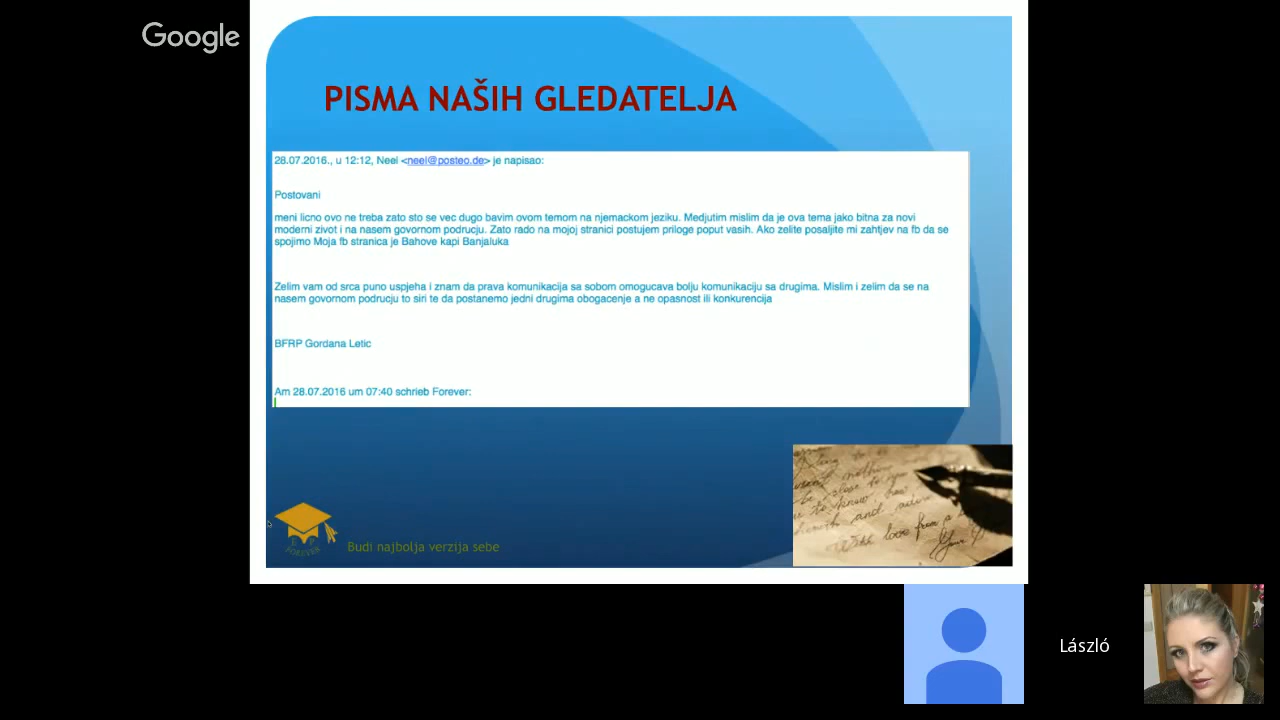 Google
PISMA NAŠIH GLEDATELJA
28.07.2016., u 12:12, Neel <neel@posteo.de> je napisao:
Postovani
meni licno ovo ne treba zato sto se vec dugo bavim ovom temom na njemackom jeziku. Medjutim mislim da je ova tema jako bitna za novi
moderni zivot i na nasem govornom podrucju. Zato rado na mojoj stranici postujem priloge poput vasih. Ako zelite posaljite mi zahtjev na fb da se
spojimo Moja fb stranica je Bahove kapi Banjaluka
Zelim vam od srca puno uspjeha i znam da prava komunikacija sa sobom omogucava bolju komunikaciju sa drugima. Mislim i zelim da se na
nasem govornom podrucju to siri te da postanemo jedni drugima obogacenje a ne opasnost ili konkurencija
BFRP Gordana Letic
Am 28.07.2016 um 07:40 schrieb Forever:
FOREVER
Budi najbolja verzija sebe
With love from a
László